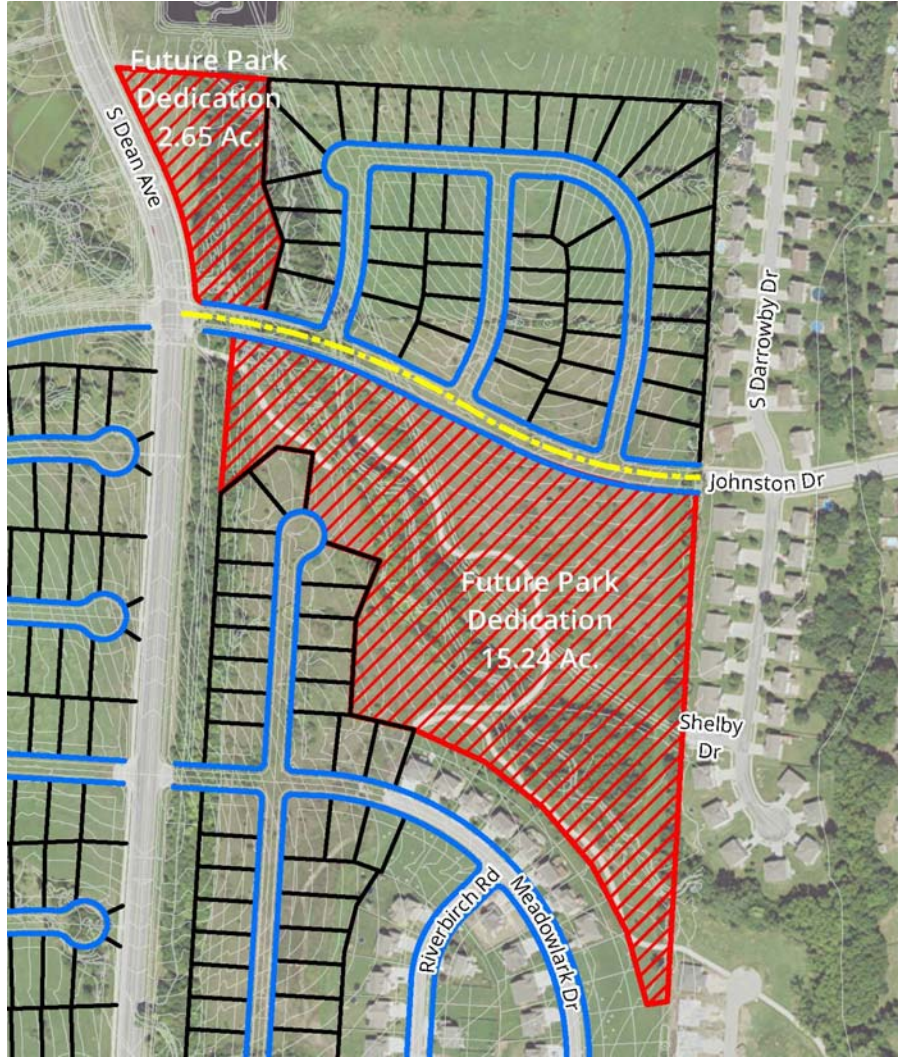 Future Park
Dedication
2.65 Ac.
S Dean Ave
S Darrowby Dr
Johnston Dr
Future Park
Dedication
15.24 Ac.
Shelby
Dr
Riverbirch Rd
Meadowlark Dr